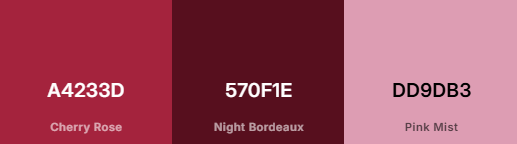 A4233D 570F1E DD9DB3
Cherry Rose Night Bordeaux Pink Mist